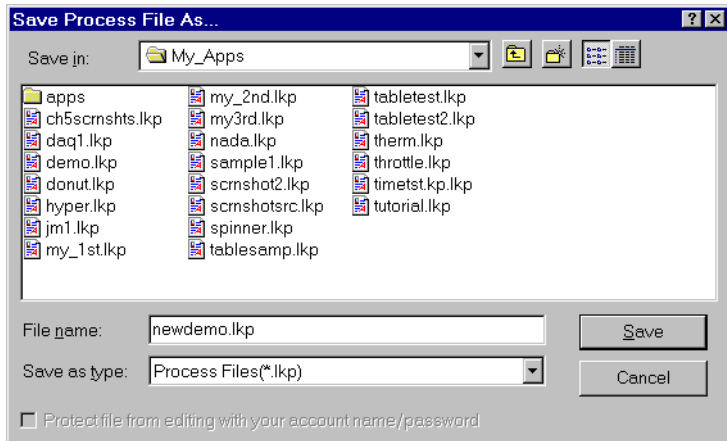 Save Process File As...
Save in:
My_Apps
apps
ch5scrnshts.lkp
daq1.lkp
demo.lkp
donut.lkp
hyper.lkp
jm1.lkp
my_1st.lkp
my_2nd.lkp
my3rd.lkp
nada.lkp
sample1.lkp
scrnshot2.lkp
scrnshotsrc.lkp
spinner.lkp
tablesamp.lkp
tabletest.lkp
tabletest2.lkp
therm.lkp
throttle.lkp
timetst.kp.lkp
tutorial.lkp
File name:
newdemo.lkp
Save
Save as type:
Process Files(*.lkp)
Cancel
Protect file from editing with your account name/password